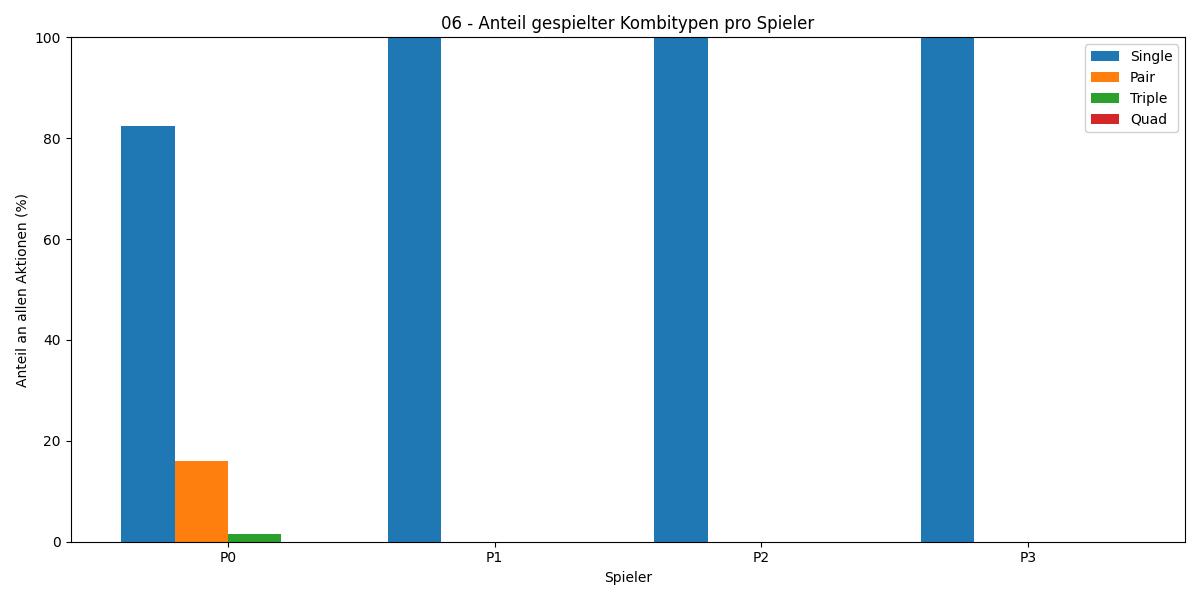 06 - Anteil gespielter Kombitypen pro Spieler
Anteil an allen Aktionen (%)
100
80
60
40
20
0
Single
Pair
Triple
Quad
P0
P1
P2
P3
Spieler